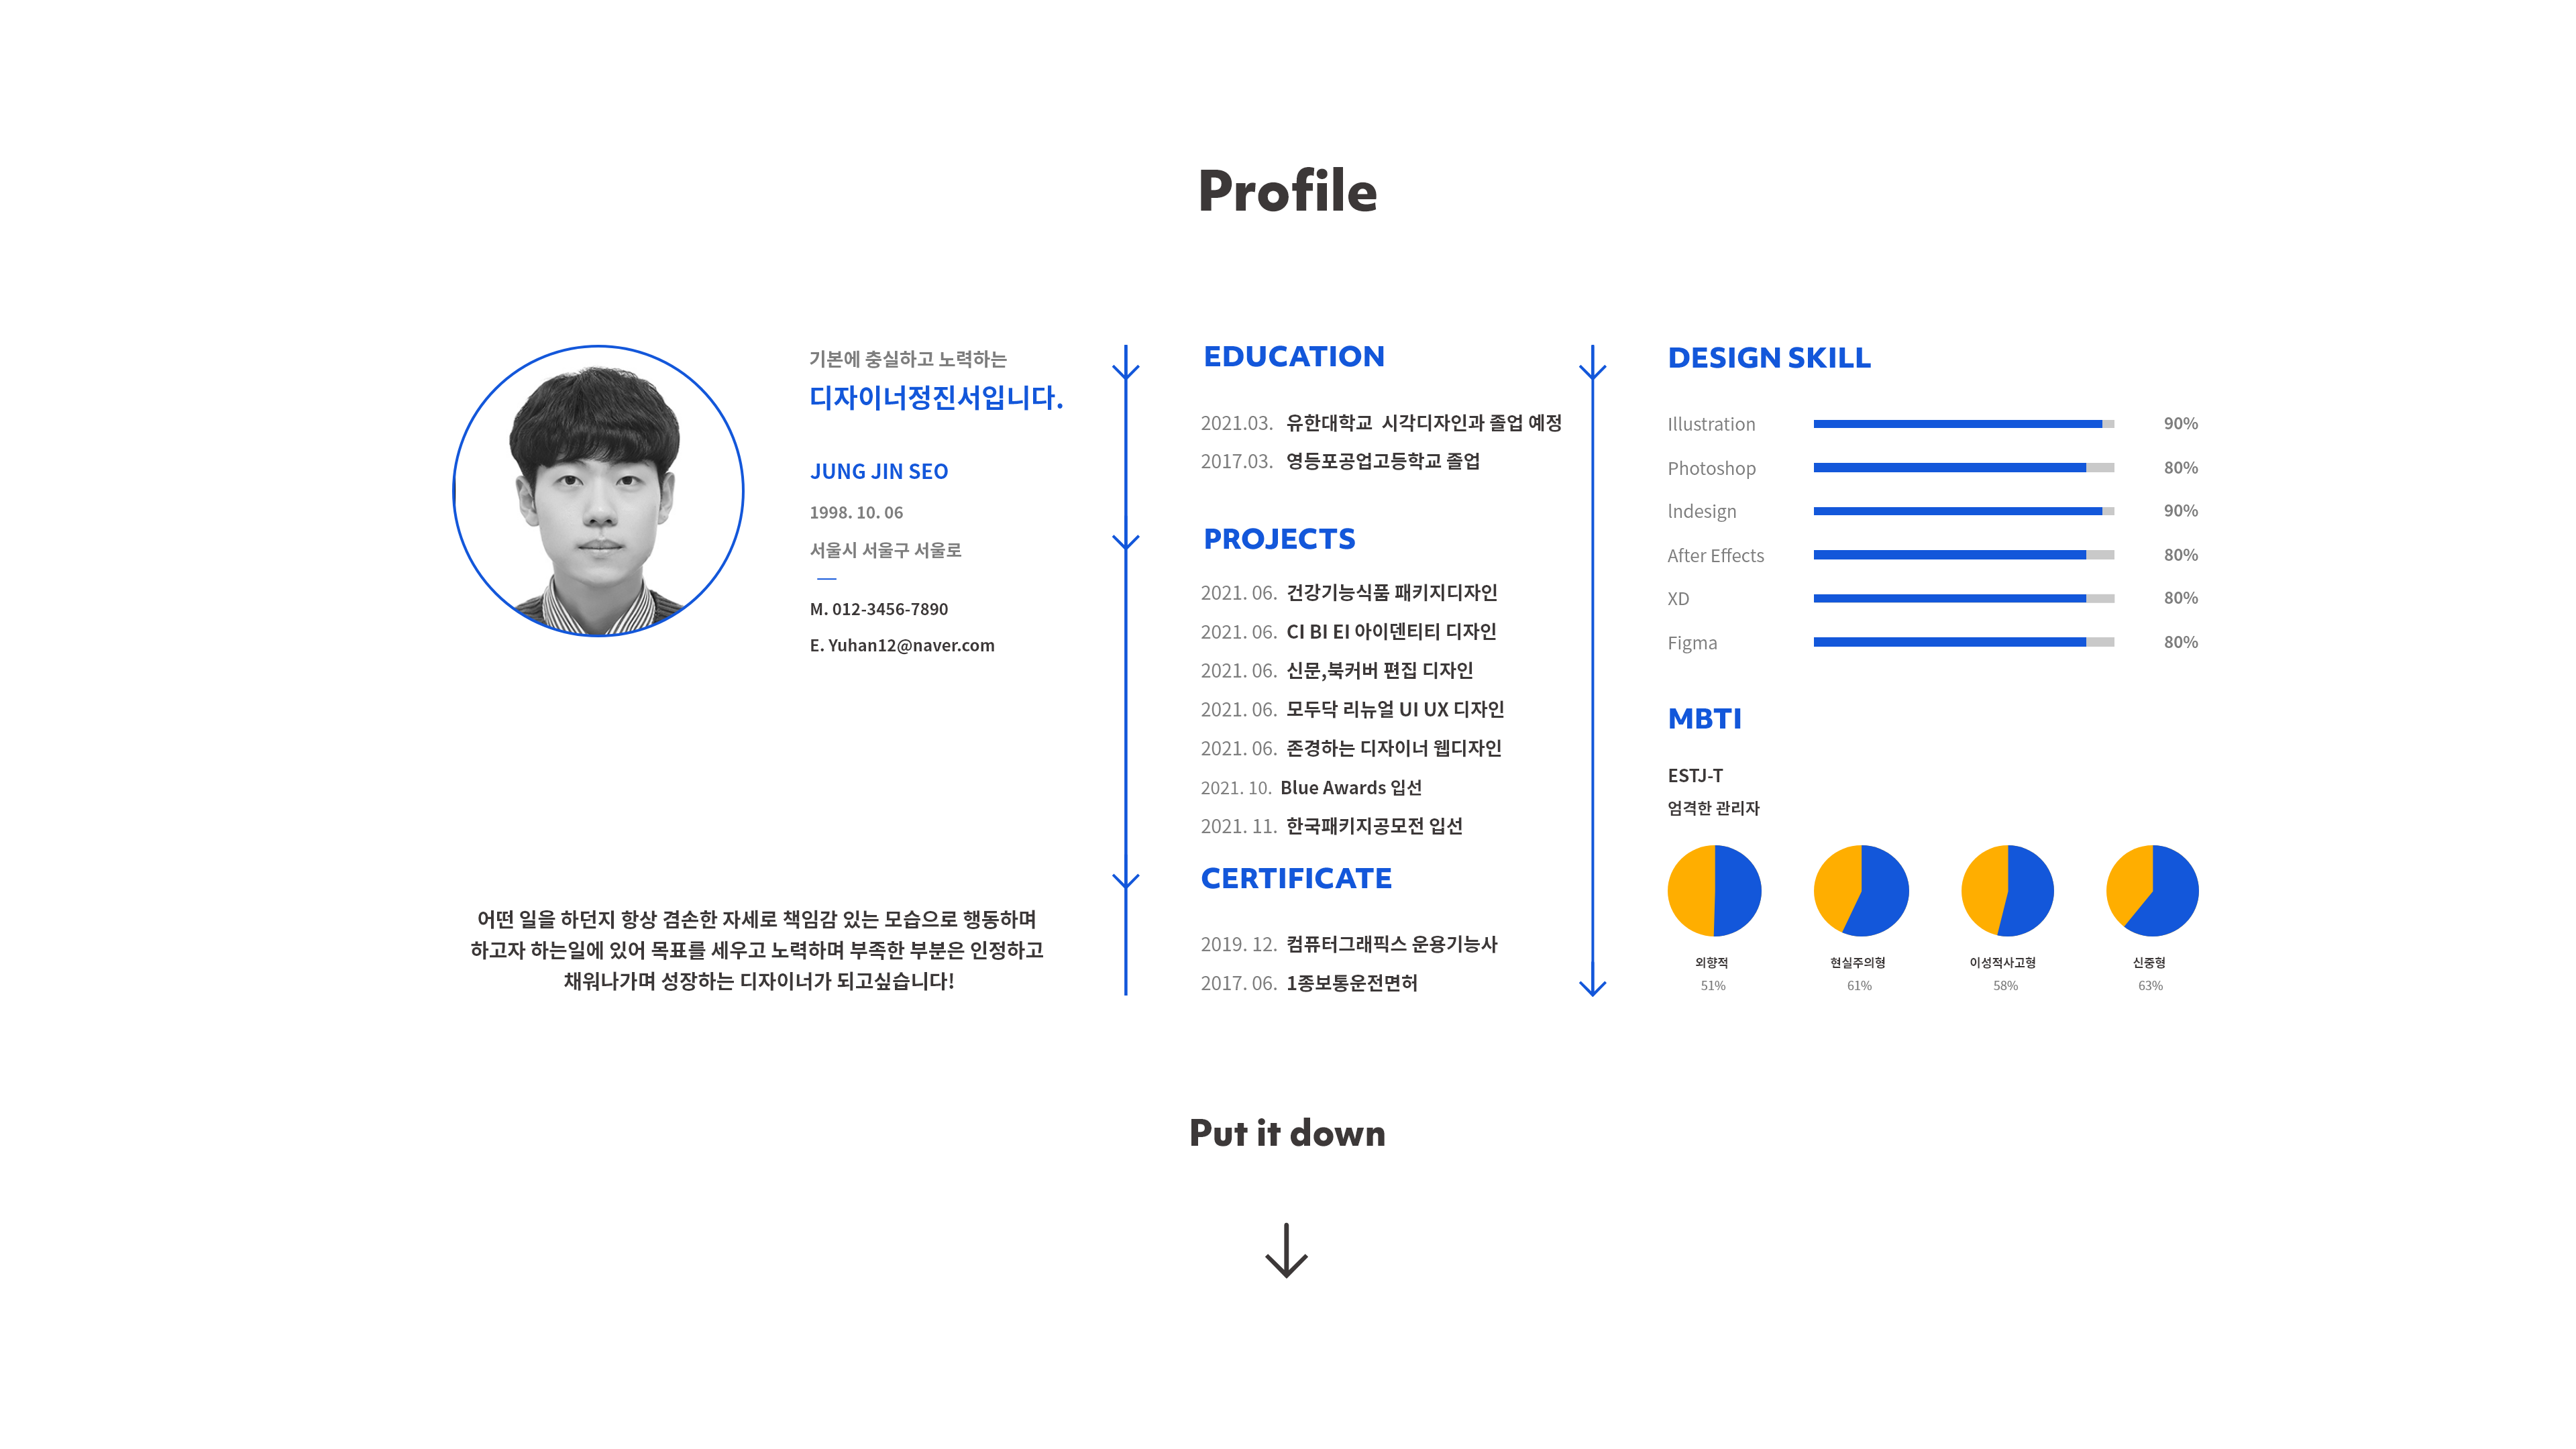 Profile
기본에 충실하고 노력하는
디자이너정진서입니다.
JUNG JIN SEO
1998. 10. 06
서울시 서울구 서울로
M. 012-3456-7890
E. Yuhan12@naver.com
어떤 일을 하던지 항상 겸손한 자세로 책임감 있는 모습으로 행동하며
하고자 하는일에 있어 목표를 세우고 노력하며 부족한 부분은 인정하고
채워나가며 성장하는 디자이너가 되고싶습니다!
EDUCATION
2021.03. 유한대학교 시각디자인과 졸업 예정
2017.03. 영등포공업고등학교 졸업
PROJECTS
2021. 06. 건강기능식품 패키지디자인
2021. 06. CI BI EI 아이덴티티 디자인
2021. 06. 신문,북커버 편집 디자인
2021. 06. 모두닥 리뉴얼 UI UX 디자인
2021. 06. 존경하는 디자이너 웹디자인
2021. 10. Blue Awards 입선
2021. 11. 한국패키지공모전 입선
CERTIFICATE
2019. 12. 컴퓨터그래픽스 운용기능사
2017. 06. 1종보통운전면허
DESIGN SKILL
Illustration 90%
Photoshop 80%
lndesign 90%
After Effects 80%
XD 80%
Figma 80%
MBTI
ESTJ-T
엄격한 관리자
외향적 현실주의형 이성적사고형 신중형
51% 61% 58% 63%
Put it down